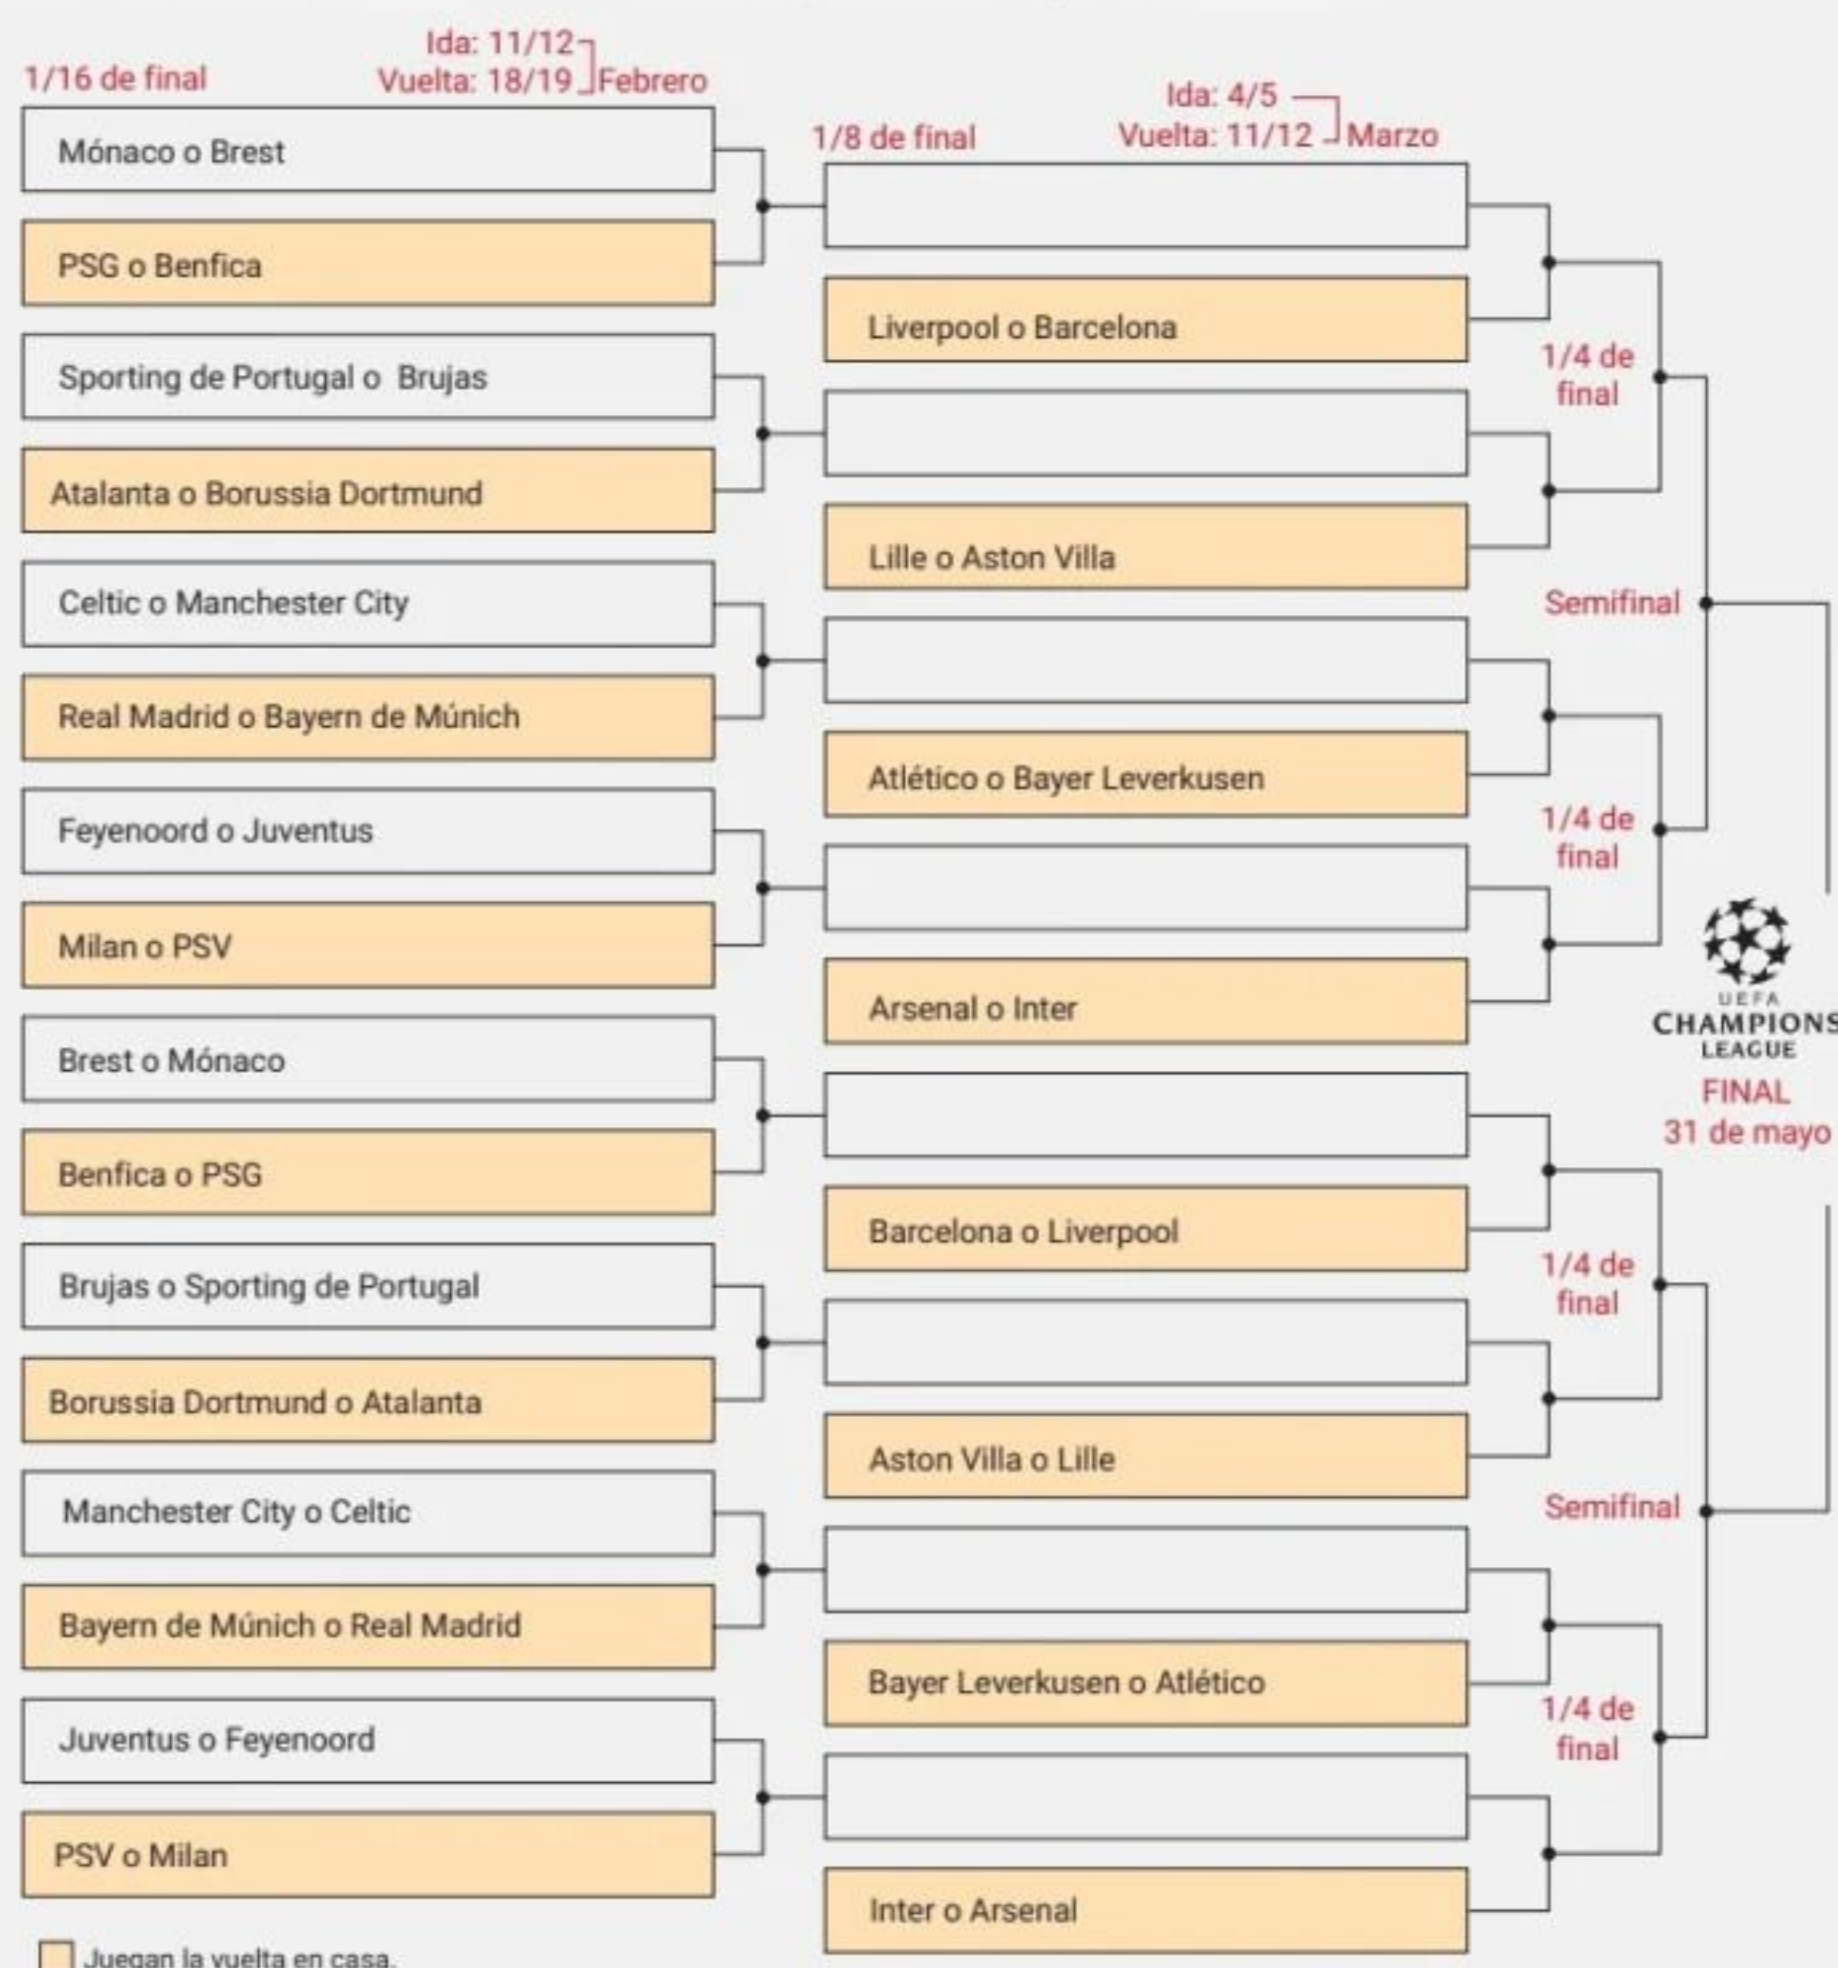 1/16 de final
Ida: 11/12
Vuelta: 18/19
Febrero
Mónaco o Brest
PSG o Benfica
Sporting de Portugal o Brujas
Atalanta o Borussia Dortmund
Celtic o Manchester City
Real Madrid o Bayern de Múnich
Feyenoord o Juventus
Milan o PSV
Brest o Mónaco
Benfica o PSG
Brujas o Sporting de Portugal
Borussia Dortmund o Atalanta
Manchester City o Celtic
Bayern de Múnich o Real Madrid
Juventus o Feyenoord
PSV o Milan
Juegan la vuelta en casa.
1/8 de final
Ida: 4/5
Vuelta: 11/12
Marzo
Liverpool o Barcelona
Lille o Aston Villa
Atlético o Bayer Leverkusen
Arsenal o Inter
Barcelona o Liverpool
Aston Villa o Lille
Bayer Leverkusen o Atlético
Inter o Arsenal
1/4 de
final
Semifinal
1/4 de
final
UEFA
CHAMPIONS
LEAGUE
FINAL
31 de mayo
1/4 de
final
Semifinal
1/4 de
final